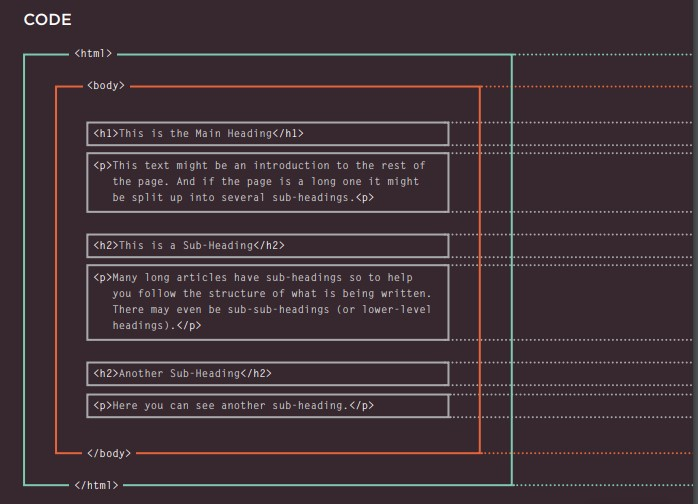 CODE
<html>
<body>
<h1>This is the Main Heading</h1>
<p>This text might be an introduction to the rest of
the page. And if the page is a long one it might
be split up into several sub-headings.<p>
<h2>This is a Sub-Heading</h2>
<p>Many long articles have sub-headings so to help
you follow the structure of what is being written.
There may even be sub-sub-headings (or lower-level
headings).</p>
<h2>Another Sub-Heading</h2>
<p>Here you can see another sub-heading.</p>
</body>
</html>